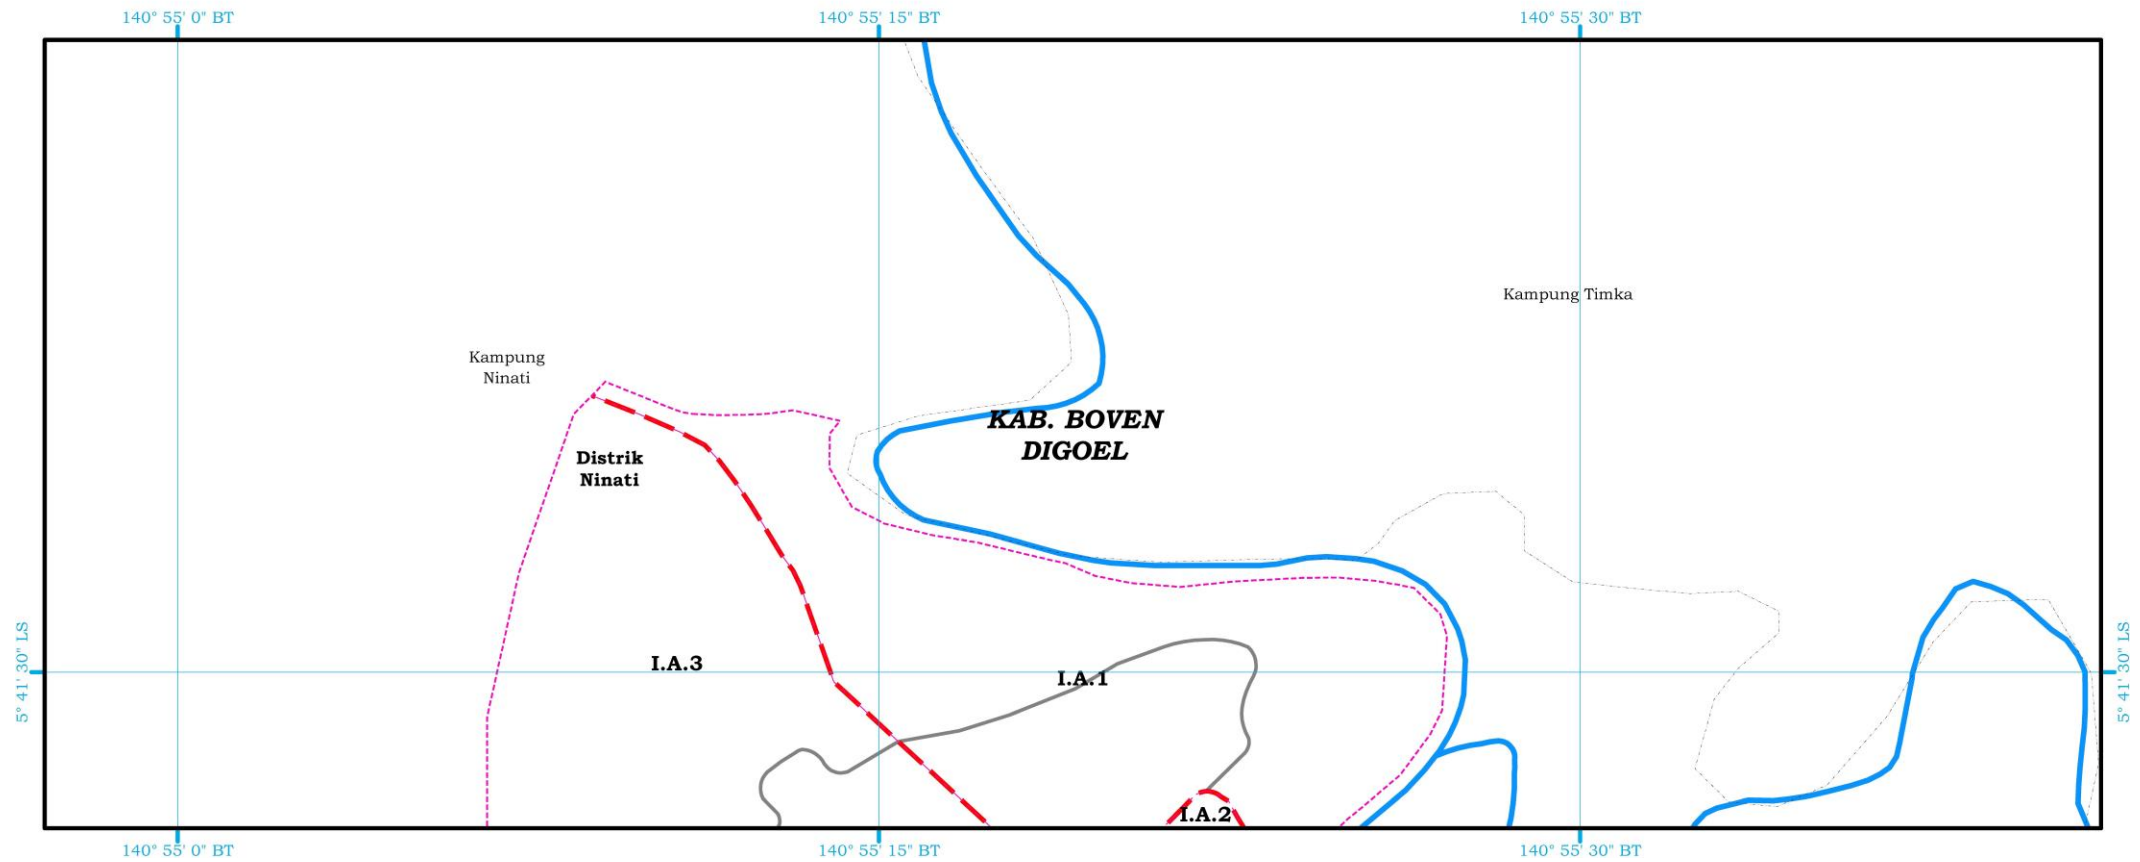 140° 55' 0" BT
140° 55' 15" BT
140° 55' 30" BT
Kampung Timka
Kampung
Ninati
KAB. BOVEN
DIGOEL
Distrik
Ninati
5° 41' 30" LS
5° 41' 30" LS
I.A.3
I.A.1
I.A.2
140° 55' 0" BT
140° 55' 15" BT
140° 55' 30" BT